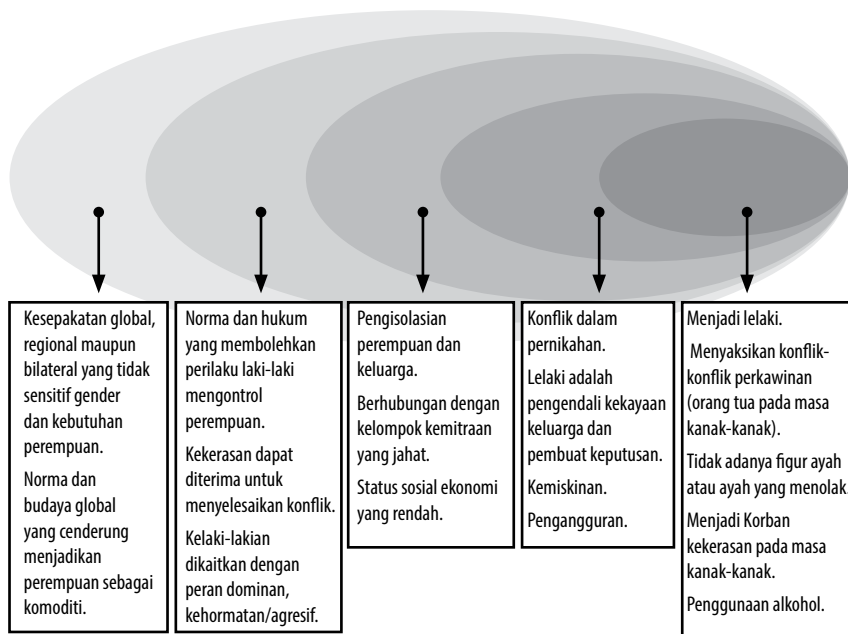 Kesepakatan global,
regional maupun
bilateral yang tidak
sensitif gender
dan kebutuhan
perempuan.
Norma dan
budaya global
yang cenderung
menjadikan
perempuan sebagai
komoditi.
Norma dan hukum
yang membolehkan
perilaku laki-laki
mengontrol
perempuan.
Kekerasan dapat
diterima untuk
menyelesaikan konflik.
Kelaki-lakian
dikaitkan dengan
peran dominan,
kehormatan/agresif.
Pengisolasian
perempuan dan
keluarga.
Berhubungan dengan
kelompok kemitraan
yang jahat.
Status sosial ekonomi
yang rendah.
Konflik dalam
pernikahan.
Lelaki adalah
pengendali kekayaan
keluarga dan
pembuat keputusan.
Kemiskinan.
Pengangguran.
Menjadi lelaki.
Menyaksikan konflik-
konflik perkawinan
(orang tua pada masa
kanak-kanak).
Tidak adanya figur ayah
atau ayah yang menolak.
Menjadi Korban
kekerasan pada masa
kanak-kanak.
Penggunaan alkohol.